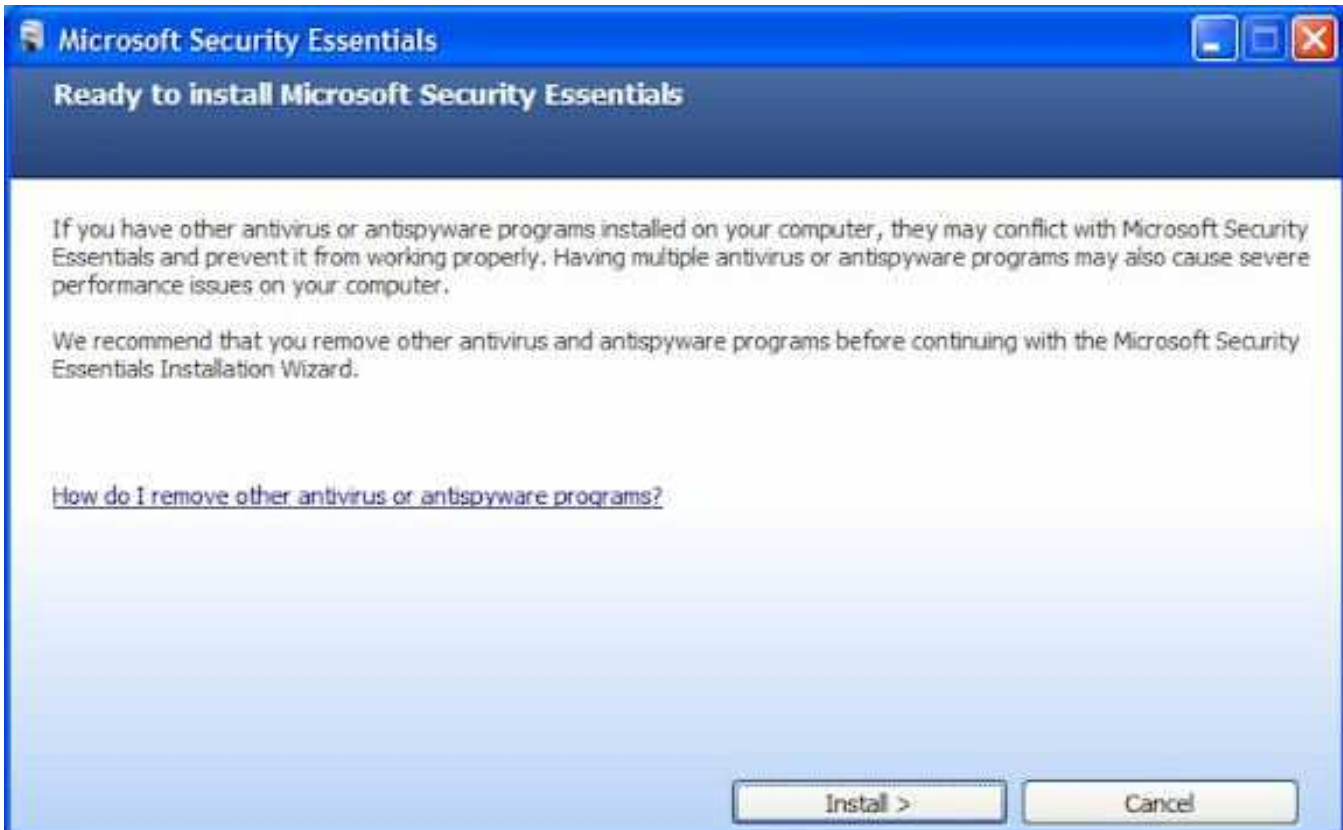 Microsoft Security Essentials
Ready to install Microsoft Security Essentials
If you have other antivirus or antispyware programs installed on your computer, they may conflict with Microsoft Security
Essentials and prevent it from working properly. Having multiple antivirus or antispyware programs may also cause severe
performance issues on your computer.
We recommend that you remove other antivirus and antispyware programs before continuing with the Microsoft Security
Essentials Installation Wizard.
How do I remove other antivirus or antispyware programs?
Install >
Cancel